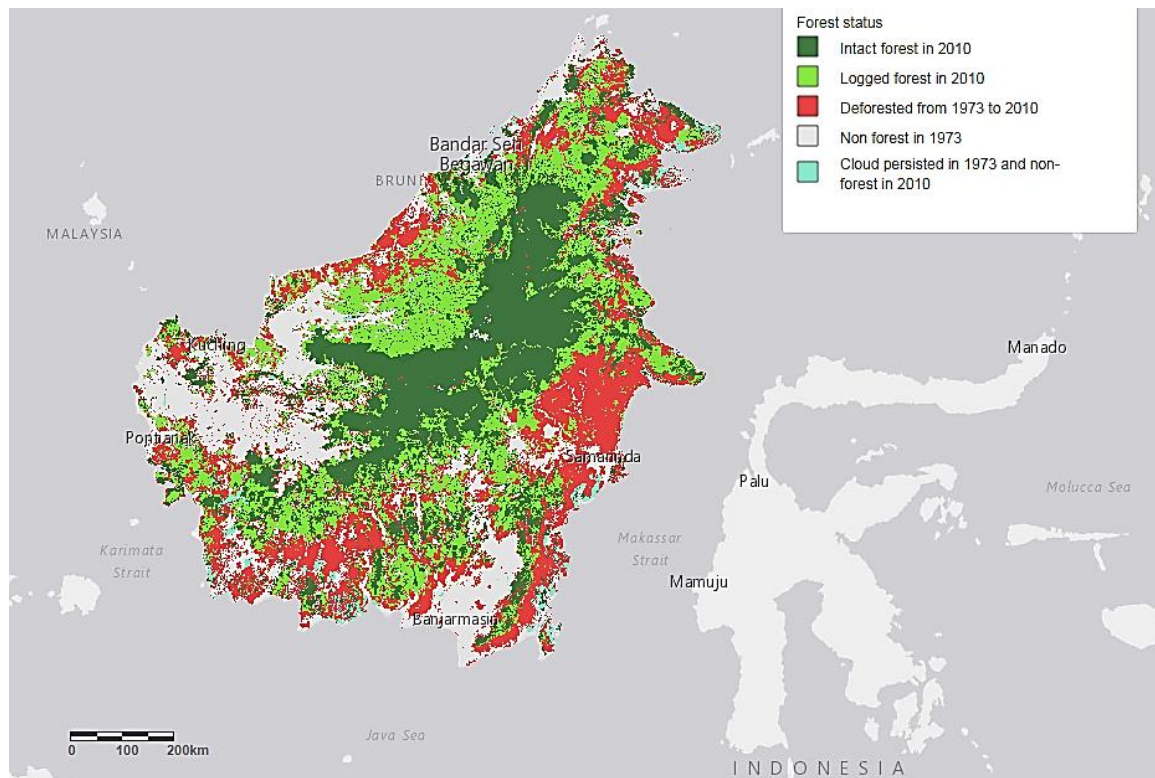 Forest status
Intact forest in 2010
Logged forest in 2010
Deforested from 1973 to 2010
Non forest in 1973
Cloud persisted in 1973 and non-
forest in 2010
Bandar Seri
Begawan
BRUNEI
MALAYSIA
Kuching
Manado
Pontianak
Samarinda
Palu
Molucca Sea
Karimata
Strait
Makassar
Strait
Mamuju
Banjarmasin
0 100 200km
Java Sea
INDONESIA